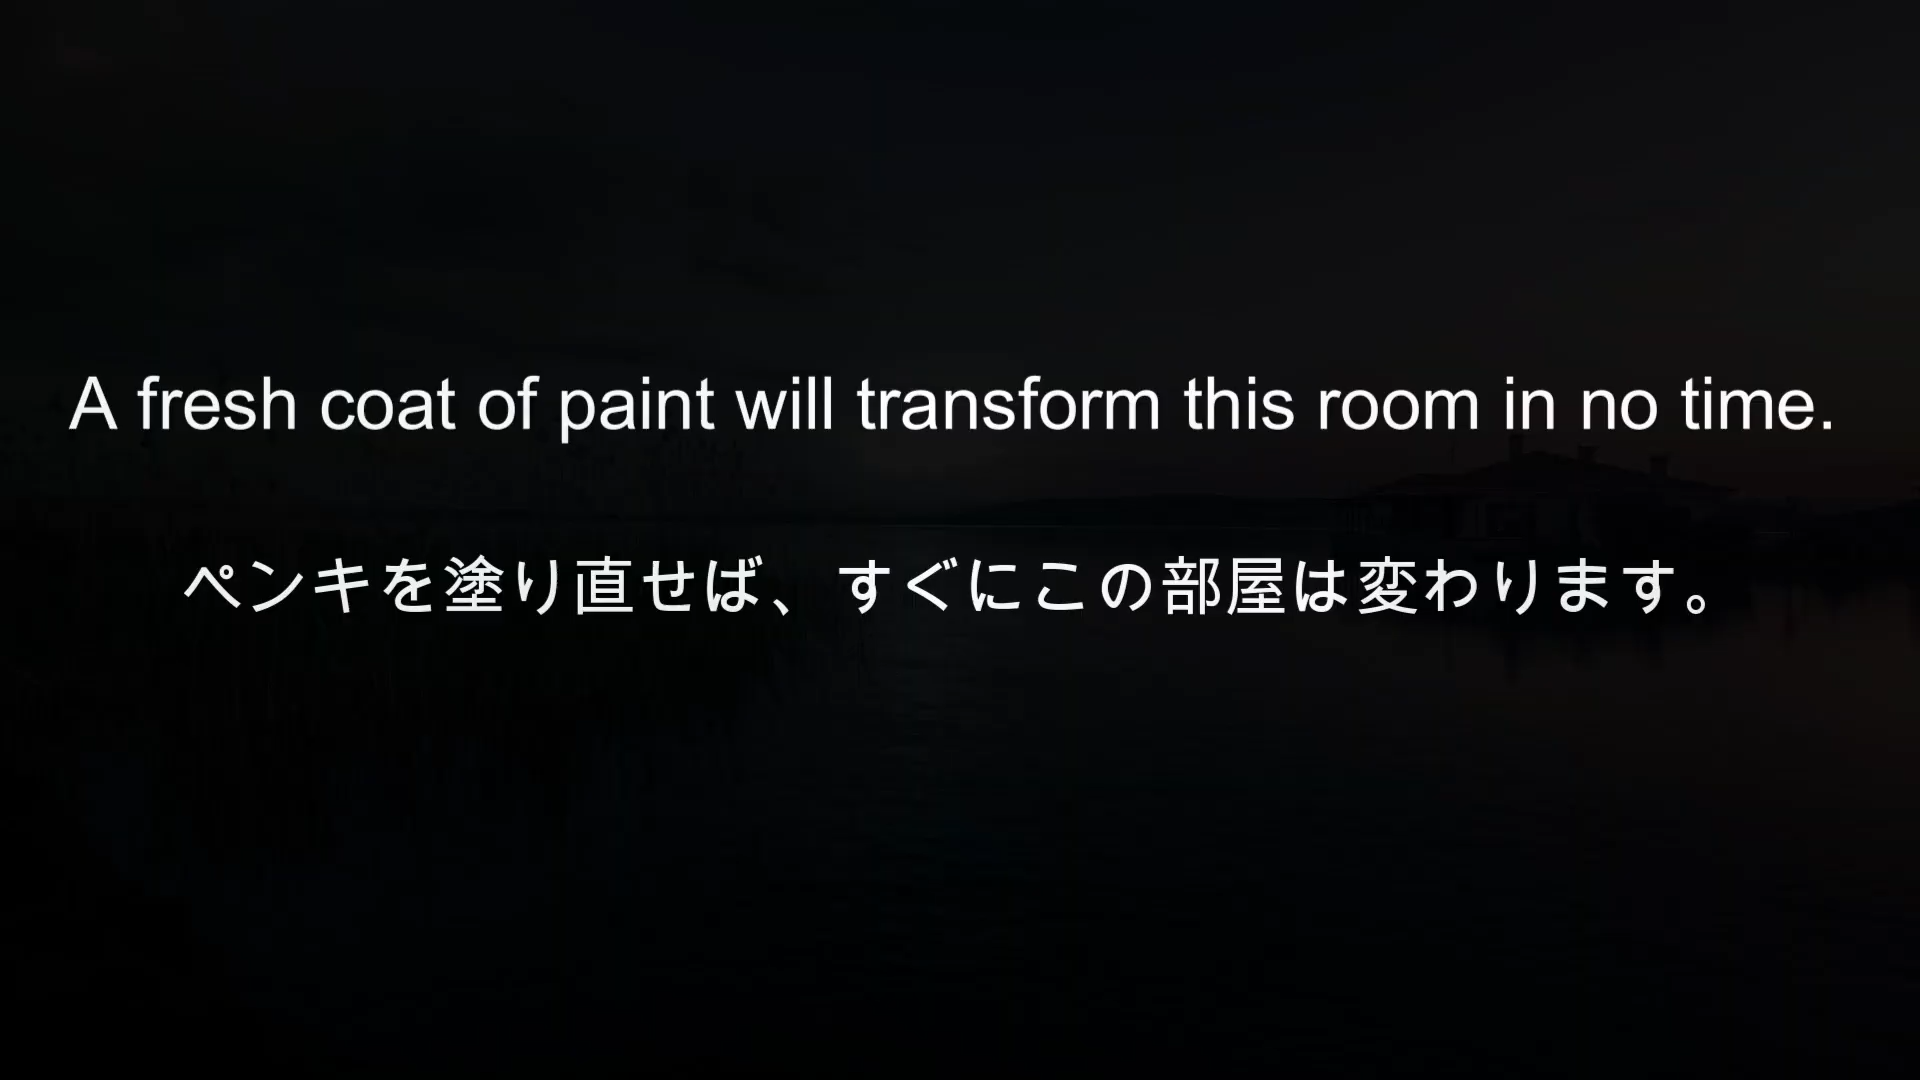 A fresh coat of paint will transform this room in no time.
ペンキを塗り直せば、すぐにこの部屋は変わります。